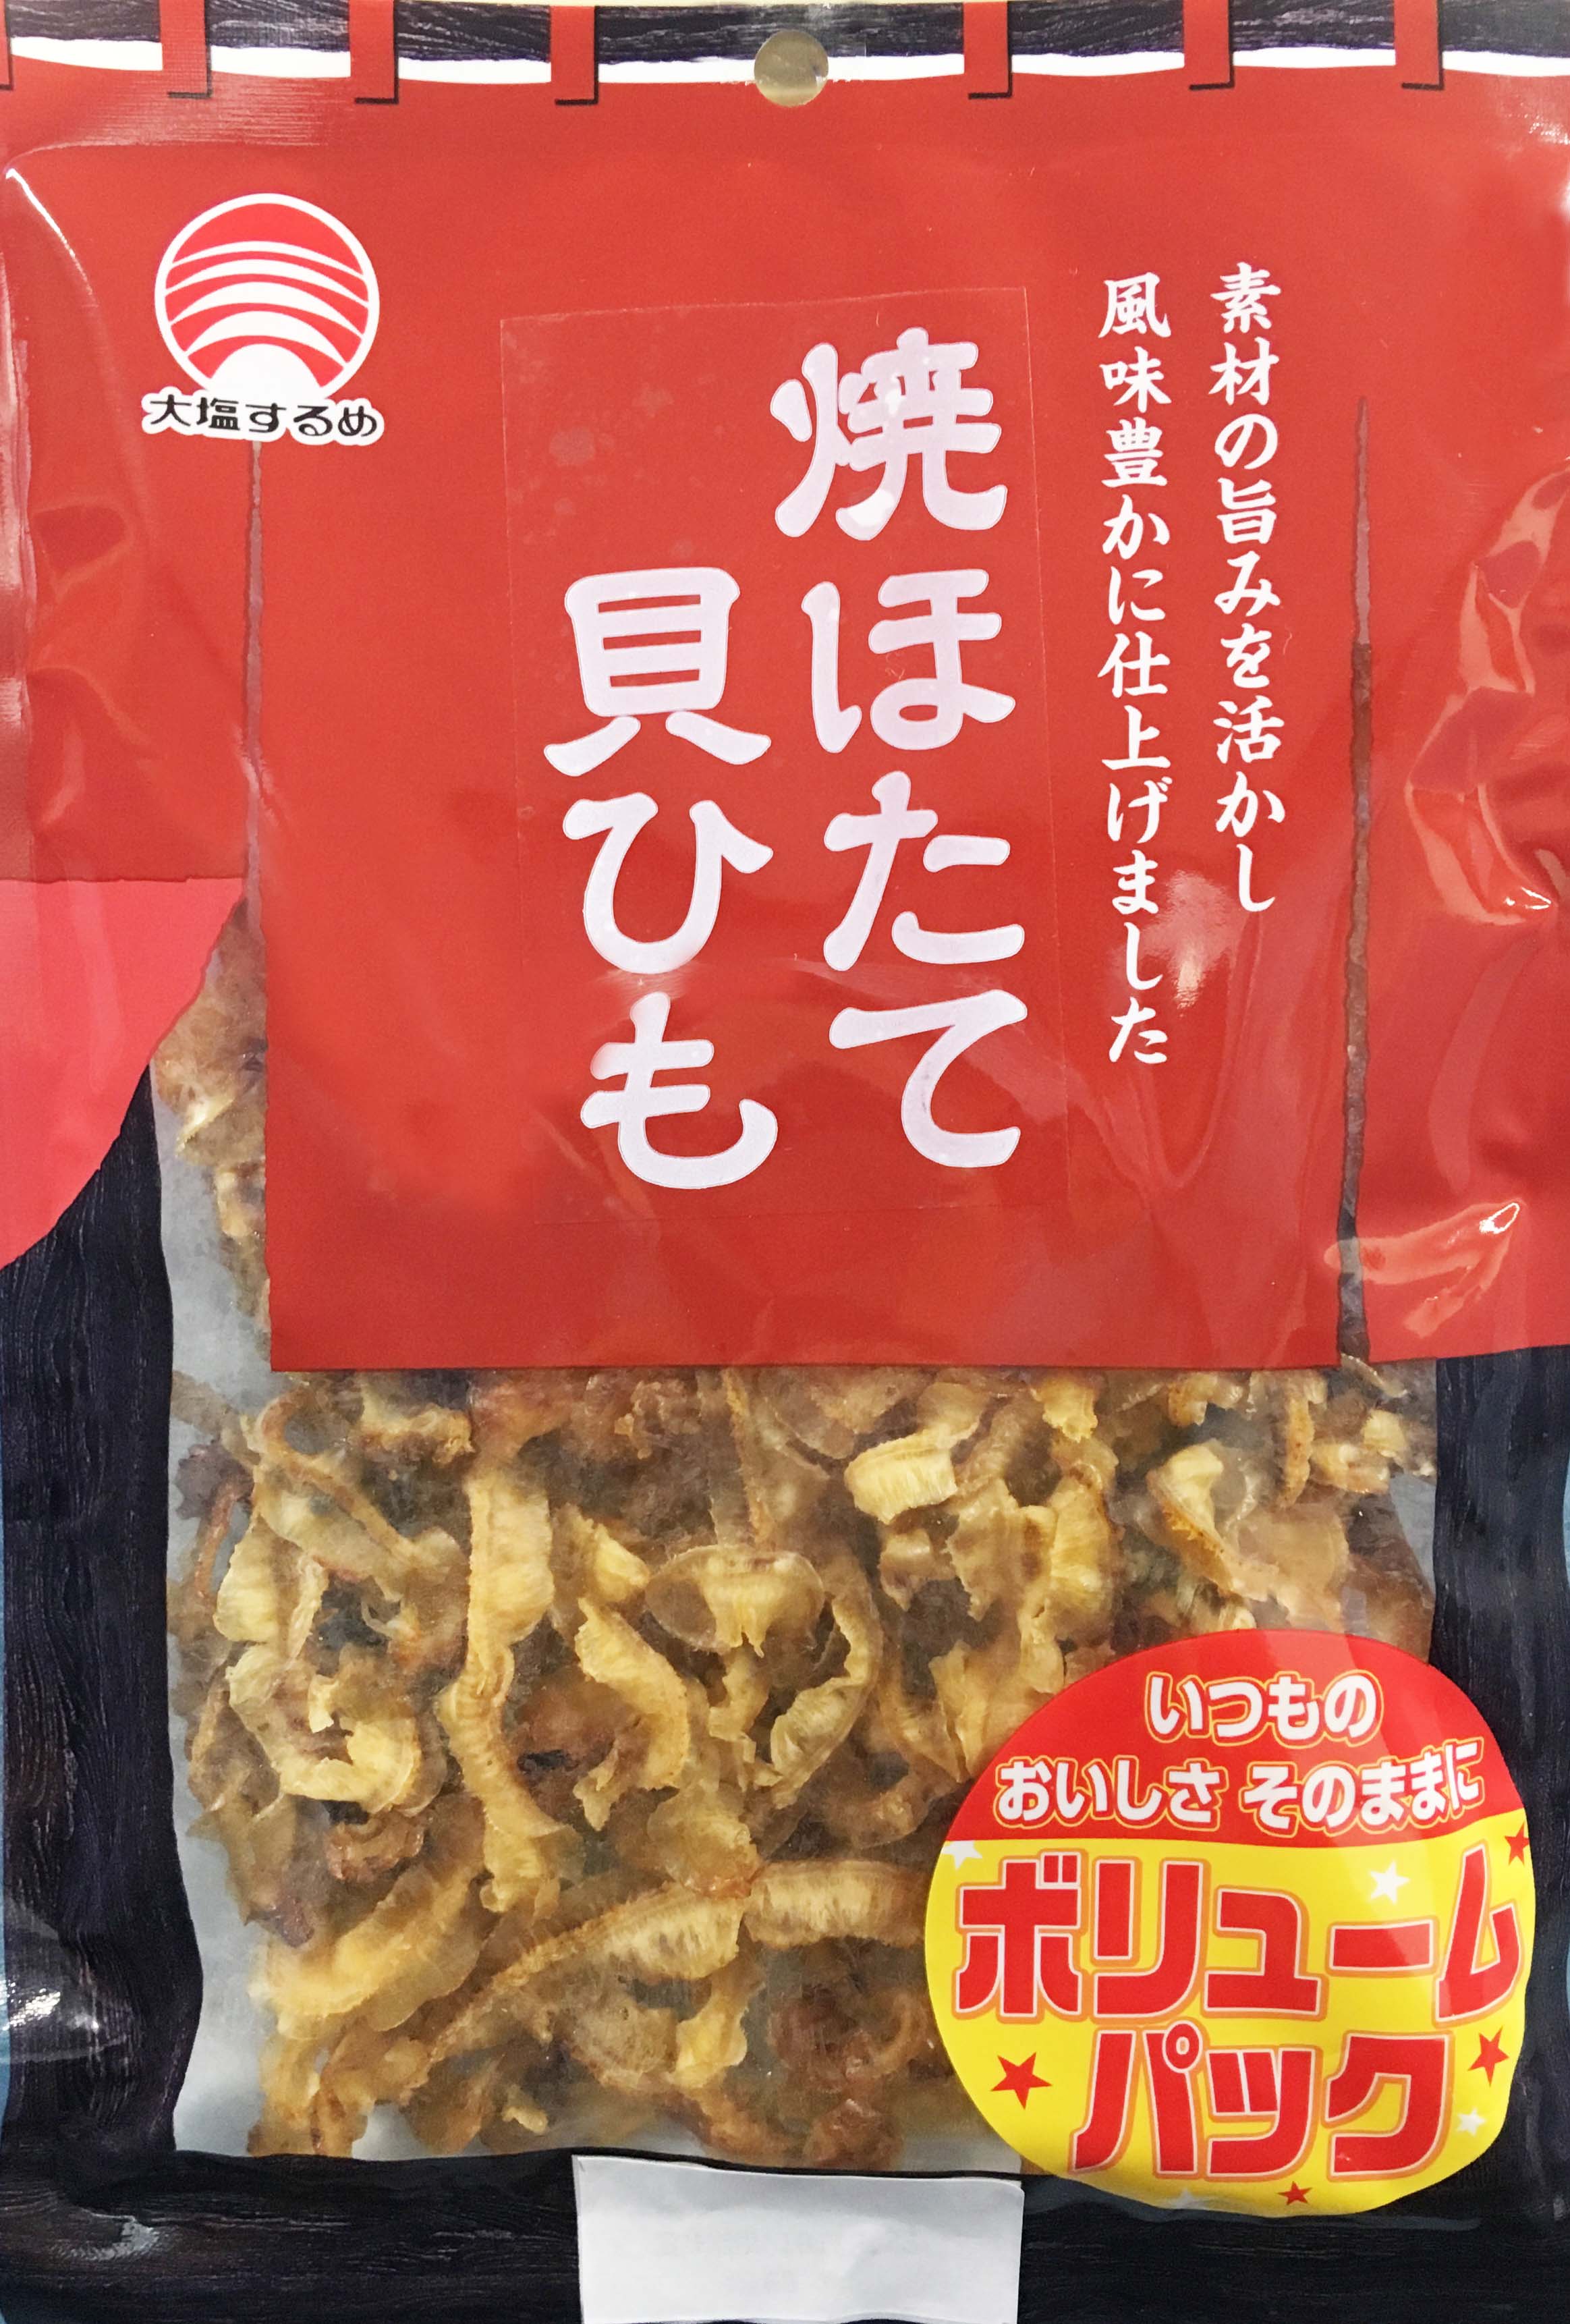 大塩するめ
素材の旨みを活かし
風味豊かに仕上げました
焼ほたて
貝ひも
いつもの
おいしさ そのままに
ボリューム
パック